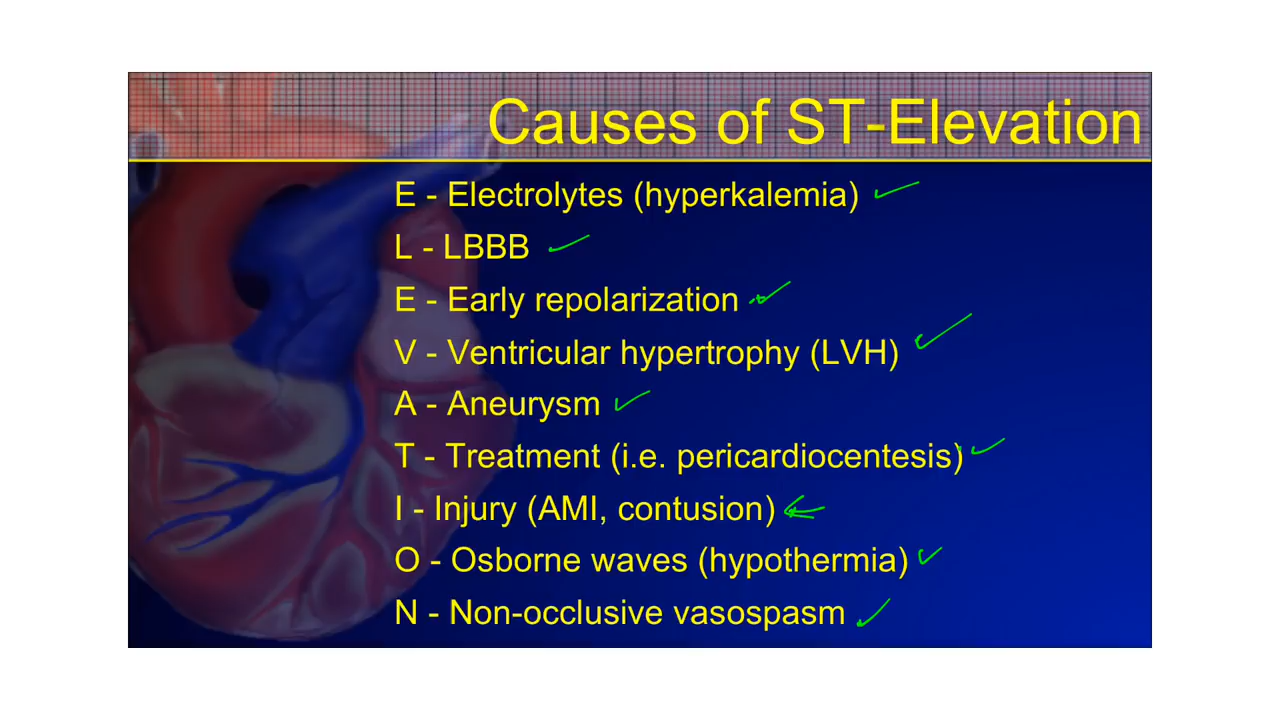 Causes of ST-Elevation
E - Electrolytes (hyperkalemia)
L - LBBB
E - Early repolarization
V - Ventricular hypertrophy (LVH)
A - Aneurysm
T - Treatment (i.e. pericardiocentesis)
I - Injury (AMI, contusion)
O - Osborne waves (hypothermia)
N - Non-occlusive vasospasm